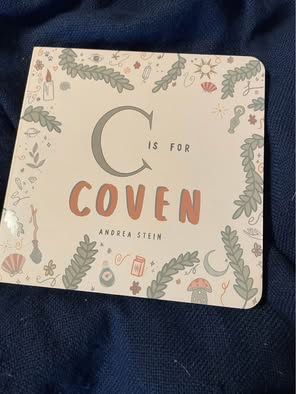 C IS FOR
COVEN
ANDREA STEIN